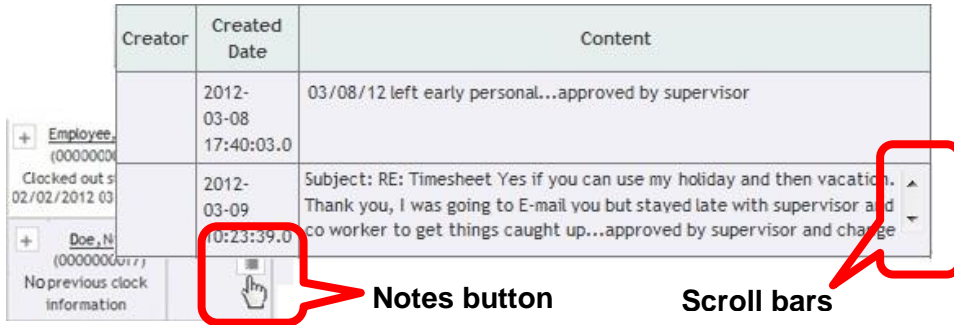 Creator
Created
Date
Content
2012-
03-08
17:40:03.0
03/08/12 left early personal...approved by supervisor
2012-
03-09
10:23:39.0
Subject: RE: Timesheet Yes if you can use my holiday and then vacation.
Thank you, I was going to E-mail you but stayed late with supervisor and
co worker to get things caught up...approved by supervisor and change
+ Employee,
(00000000
Clocked out s
02/02/2012 03
+ Doe, N
(0000000017)
No previous clock
information
Notes button
Scroll bars